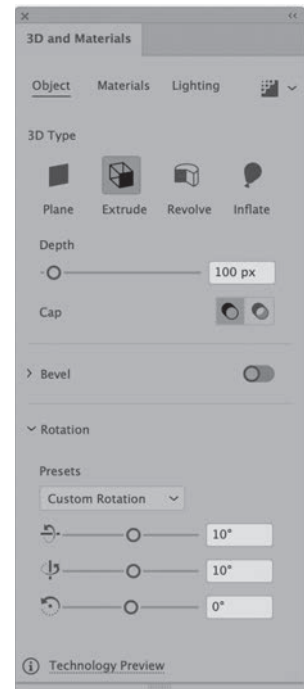 3D and Materials
Object Materials Lighting
3D Type
Plane Extrude Revolve Inflate
Depth
100 px
Cap
Bevel
Rotation
Presets
Custom Rotation
10°
10°
0°
Technology Preview